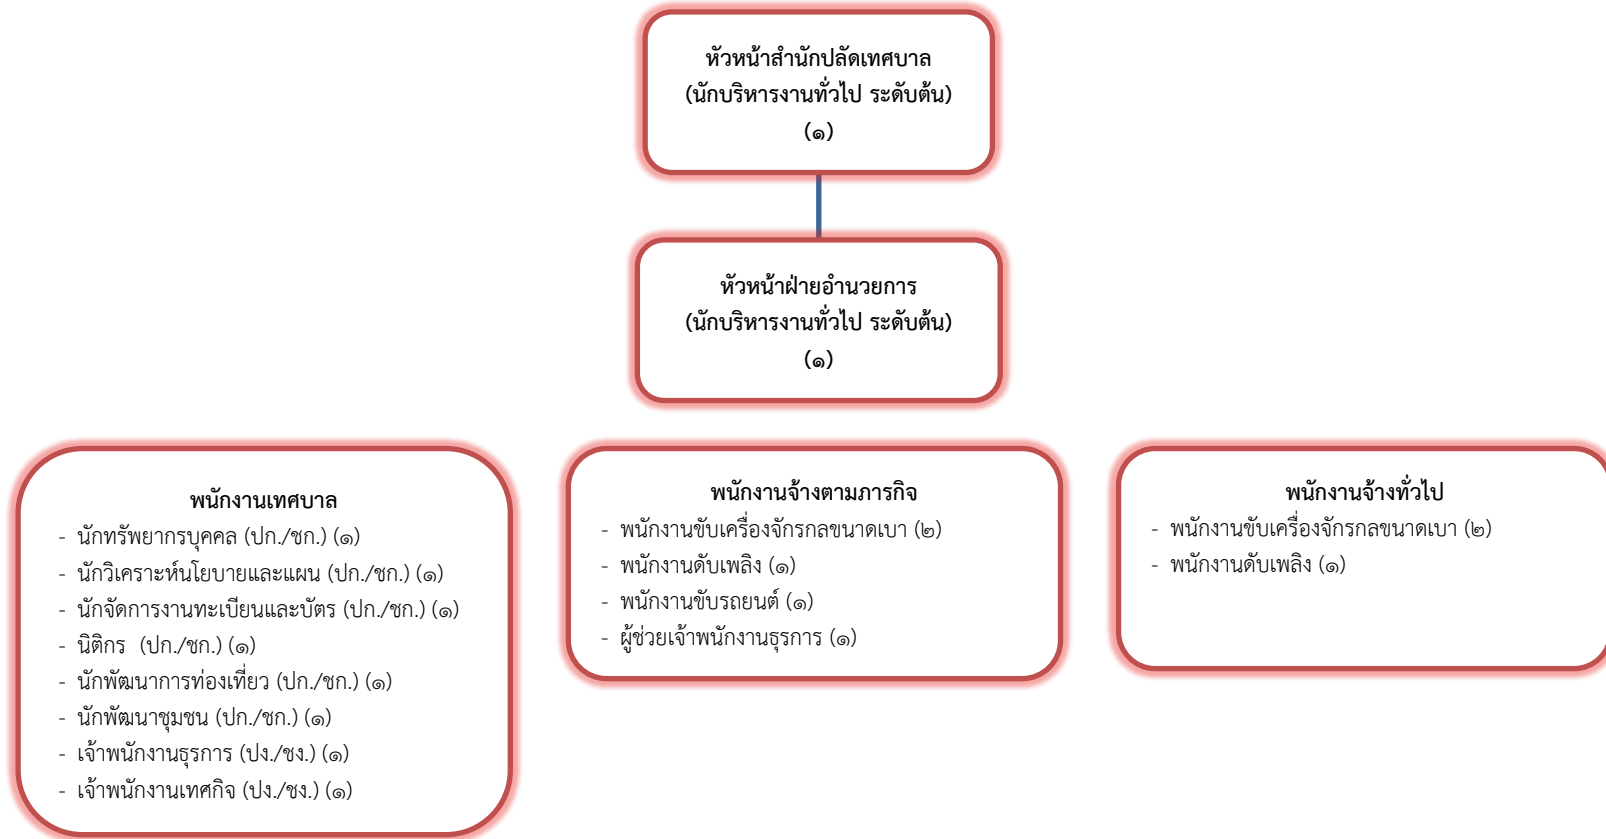 หัวหน้าสำนักปลัดเทศบาล
(นักบริหารงานทั่วไป ระดับต้น)
(๑)
หัวหน้าฝ่ายอำนวยการ
(นักบริหารงานทั่วไป ระดับต้น)
(๑)
พนักงานเทศบาล
- นักทรัพยากรบุคคล (ปก./ชก.) (๑)
- นักวิเคราะห์นโยบายและแผน (ปก./ชก.) (๑)
- นักจัดการงานทะเบียนและบัตร (ปก./ชก.) (๑)
- นิติกร (ปก./ชก.) (๑)
- นักพัฒนาการท่องเที่ยว (ปก./ชก.) (๑)
- นักพัฒนาชุมชน (ปก./ชก.) (๑)
- เจ้าพนักงานธุรการ (ปง./ชง.) (๑)
- เจ้าพนักงานเทศกิจ (ปง./ชง.) (๑)
พนักงานจ้างตามภารกิจ
- พนักงานขับเครื่องจักรกลขนาดเบา (๒)
- พนักงานดับเพลิง (๑)
- พนักงานขับรถยนต์ (๑)
- ผู้ช่วยเจ้าพนักงานธุรการ (๑)
พนักงานจ้างทั่วไป
- พนักงานขับเครื่องจักรกลขนาดเบา (๒)
- พนักงานดับเพลิง (๑)